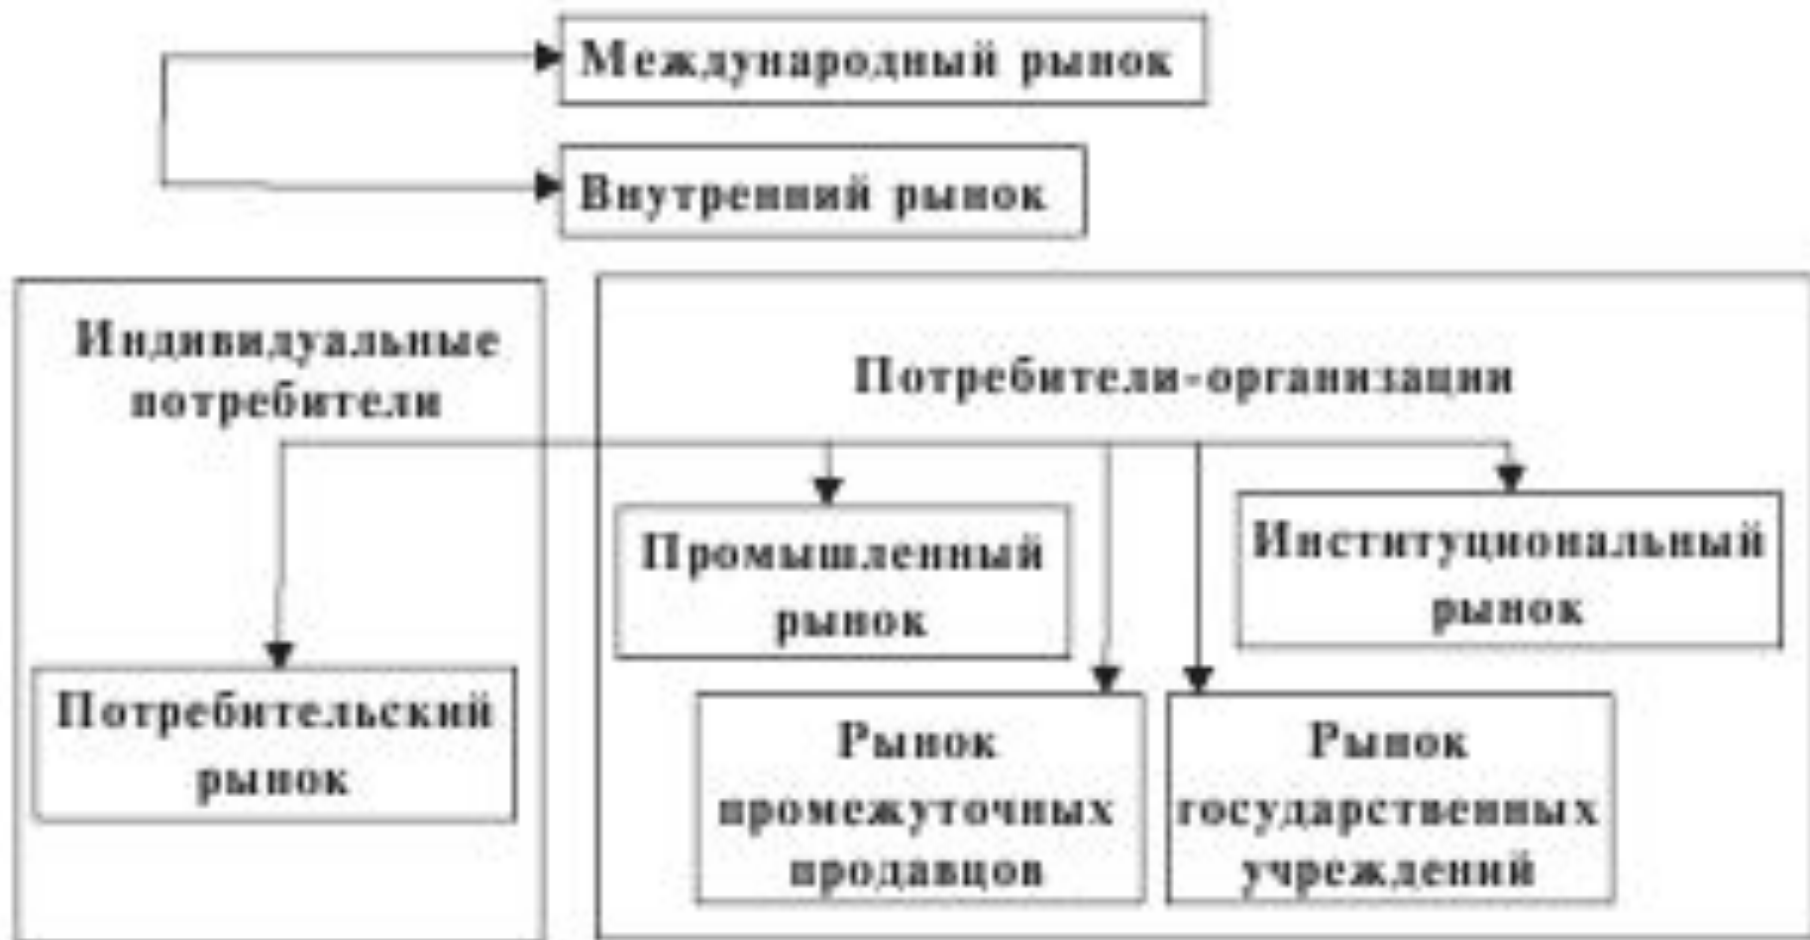 Международный рынок
Внутренний рынок
Индивидуальные
потребители
Потребители-организации
Промышленный
рынок
Институциональный
рынок
Потребительский
рынок
Рынок
промежуточных
продавцов
Рынок
государственных
учреждений